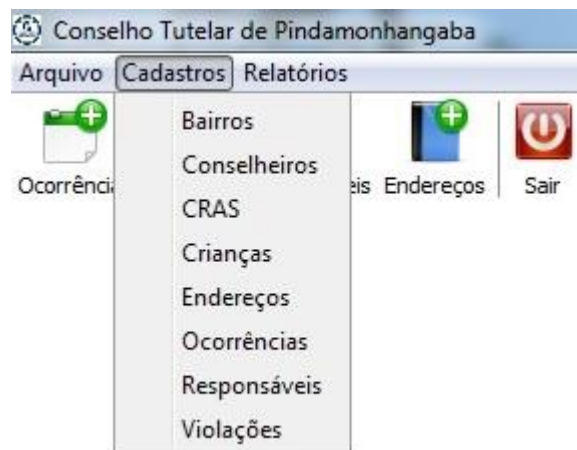 Conselho Tutelar de Pindamonhangaba
Arquivo Cadastros Relatórios
Bairros
Conselheiros
CRAS
Crianças
Endereços
Ocorrências
Responsáveis
Violações
Ocorrênci eis Endereços Sair